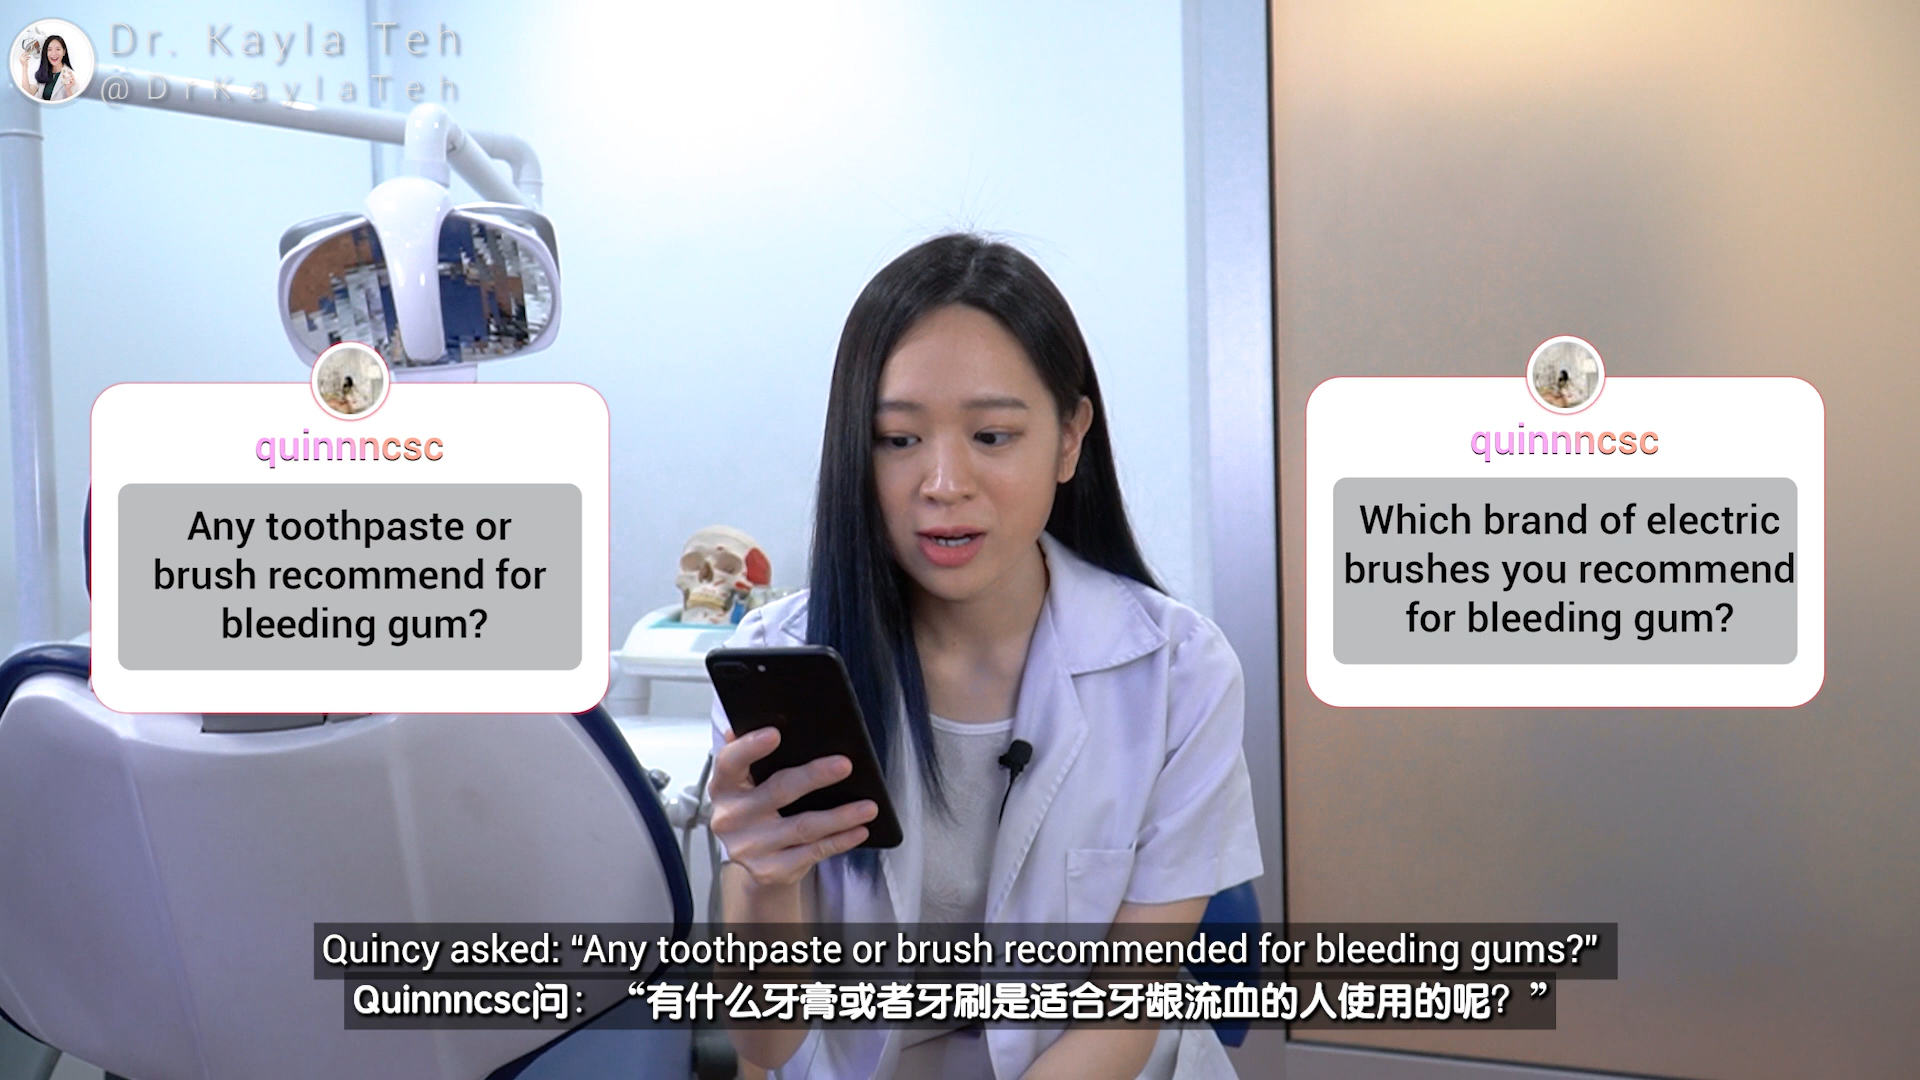 Dr. Kayla Teh
@DrKaylaTeh
quinnncsc
Any toothpaste or
brush recommend for
bleeding gum?
quinnncsc
Which brand of electric
brushes you recommend
for bleeding gum?
Quincy asked: “Any toothpaste or brush recommended for bleeding gums?”
Quinnncsc问：“有什么牙膏或者牙刷是适合牙龈流血的人使用的呢？”